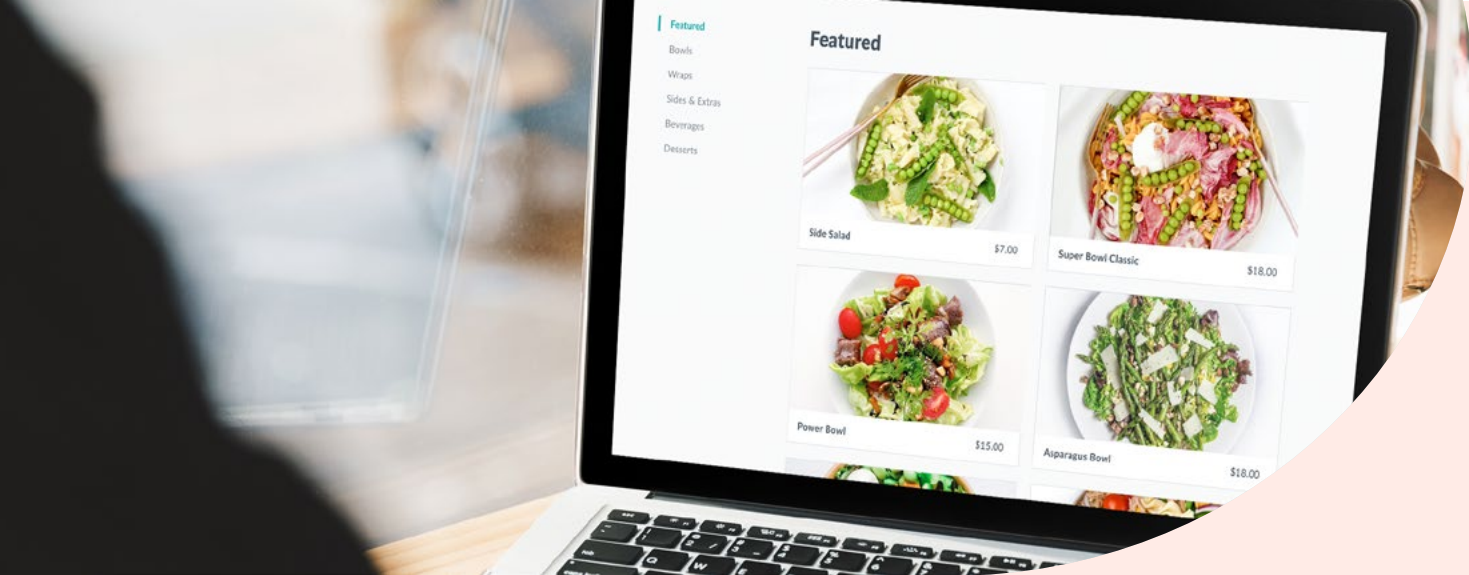 Featured
Bowls
Wraps
Sides & Extras
Beverages
Desserts
Featured
Side Salad
$7.00
Super Bowl Classic
$18.00
Power Bowl
$15.00
Asparagus Bowl
$18.00
tab
Q
W
E